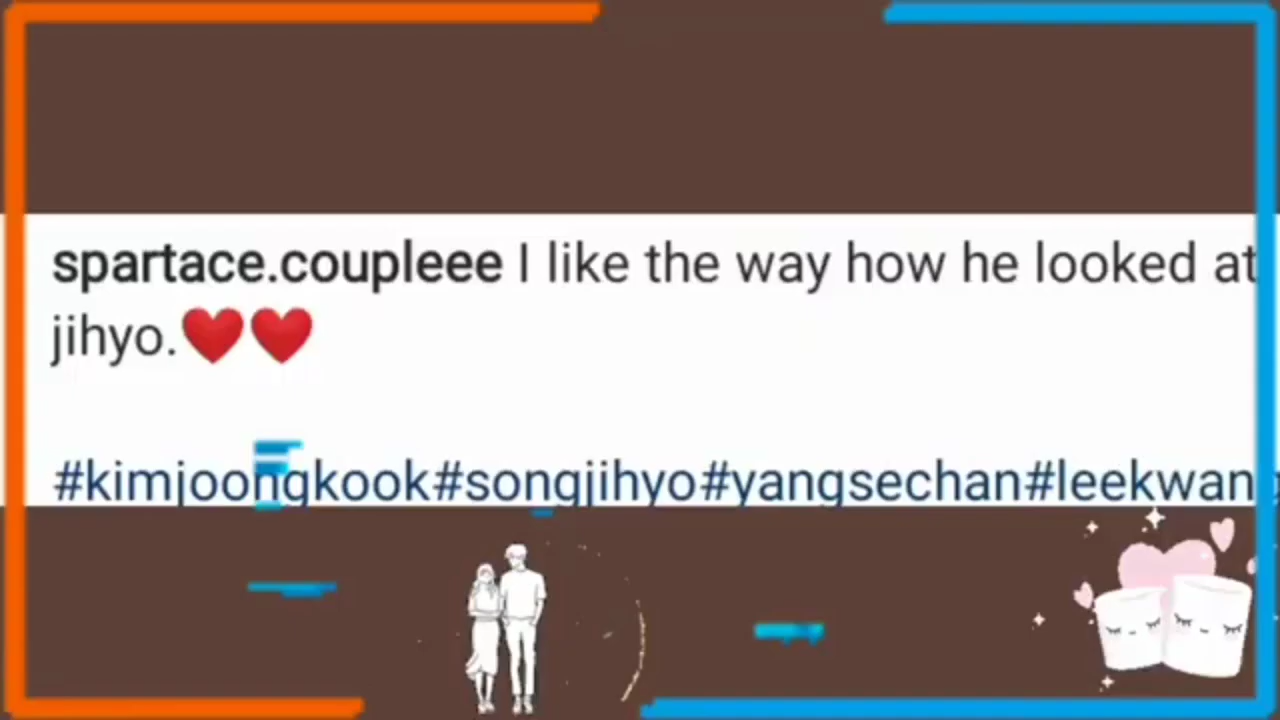 spartace.coupleee I like the way how he looked at
jihyo.❤️❤️
#kimjoongkook#songjihyo#yangsechan#leekwan